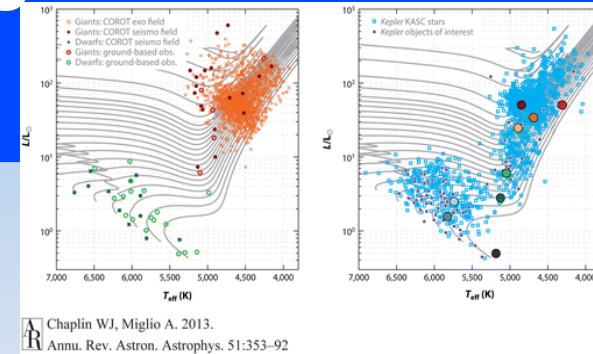 10³
Giants: COROT exo field
Giants: COROT seismo field
Dwarfs: COROT seismo field
Giants: ground-based obs.
Dwarfs: ground-based obs.
10²
L/L⊙
10¹
10⁰
7,000 6,500 6,000 5,500 5,000 4,500 4,000
Teff (K)
10³
Kepler KASC stars
Kepler objects of interest
10²
L/L⊙
10¹
10⁰
7,000 6,500 6,000 5,500 5,000 4,500 4,000
Teff (K)
AR
Chaplin WJ, Miglio A. 2013.
Annu. Rev. Astron. Astrophys. 51:353–92